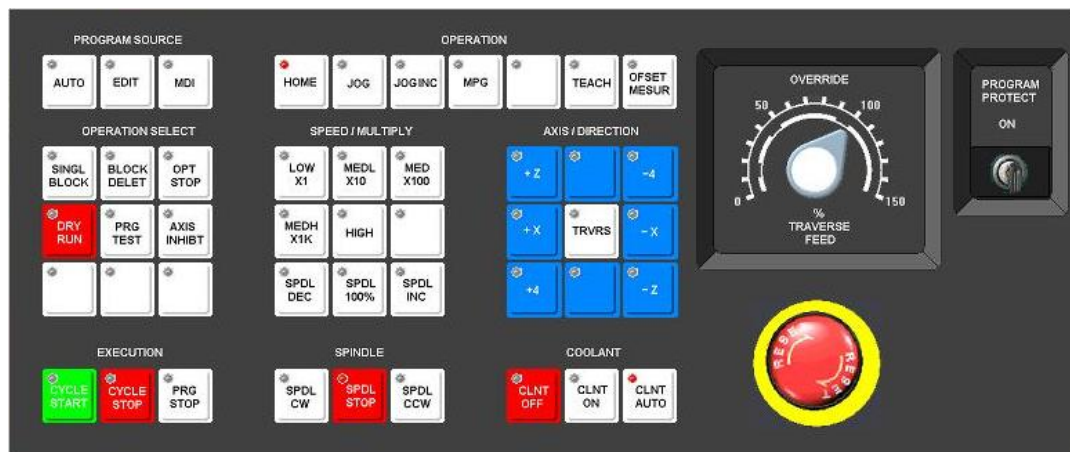 PROGRAM SOURCE
OPERATION
AUTO
EDIT
MDI
HOME
JOG
JOG INC
MPG
TEACH
OFSET
MESUR
OVERRIDE
50
100
0
150
%
TRAVERSE
FEED
PROGRAM
PROTECT
ON
OPERATION SELECT
SPEED / MULTIPLY
AXIS / DIRECTION
SINGL
BLOCK
BLOCK
DELET
OPT
STOP
LOW
X1
MEDL
X10
MED
X100
+ Z
-4
DRY
RUN
PRG
TEST
AXIS
INHIBT
MEDH
X1K
HIGH
+ X
TRVRS
- X
SPDL
DEC
SPDL
100%
SPDL
INC
+4
- Z
EXECUTION
SPINDLE
COOLANT
CYCLE
START
CYCLE
STOP
PRG
STOP
SPDL
CW
SPDL
STOP
SPDL
CCW
CLNT
OFF
CLNT
ON
CLNT
AUTO
RESET
RESET